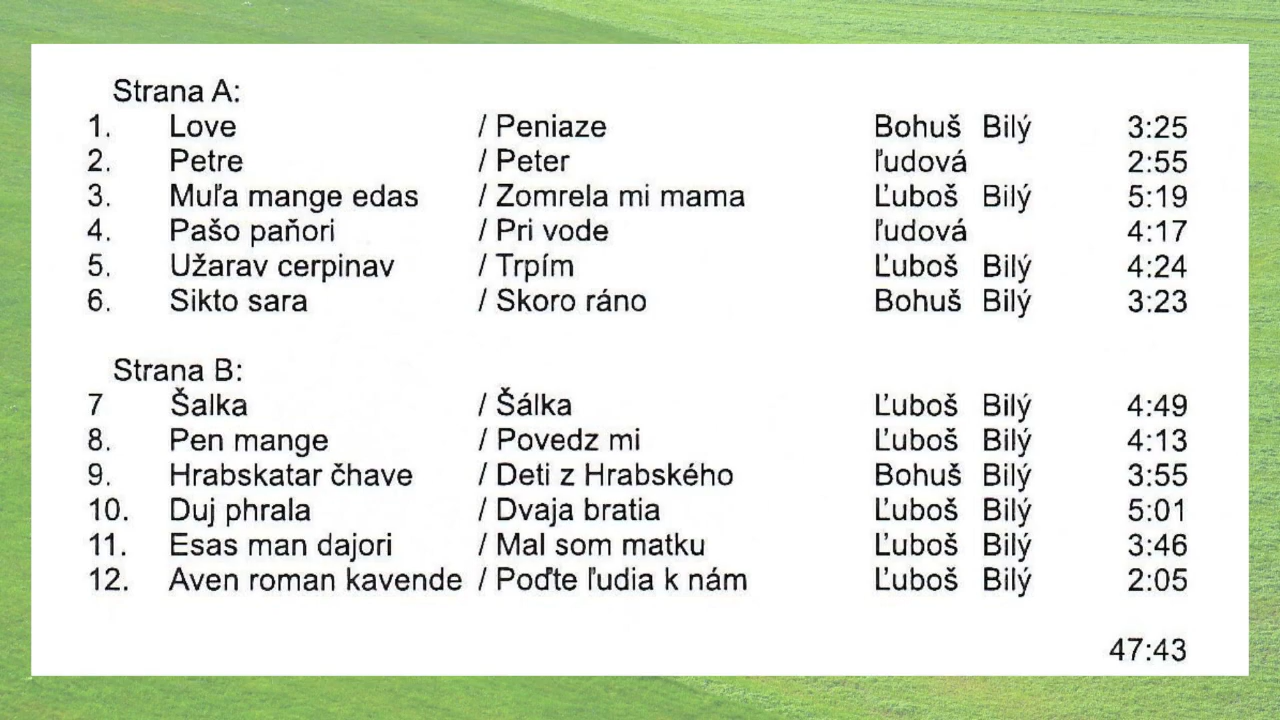 Strana A:
1. Love / Peniaze Bohuš Bilý 3:25
2. Petre / Peter ľudová 2:55
3. Muľa mange edas / Zomrela mi mama Ľuboš Bilý 5:19
4. Pašo paňori / Pri vode ľudová 4:17
5. Užarav cerpinav / Trpím Ľuboš Bilý 4:24
6. Sikto sara / Skoro ráno Bohuš Bilý 3:23
Strana B:
7 Šalka / Šálka Ľuboš Bilý 4:49
8. Pen mange / Povedz mi Ľuboš Bilý 4:13
9. Hrabskatar čhave / Deti z Hrabského Bohuš Bilý 3:55
10. Duj phrala / Dvaja bratia Ľuboš Bilý 5:01
11. Esas man dajori / Mal som matku Ľuboš Bilý 3:46
12. Aven roman kavende / Poďte ľudia k nám Ľuboš Bilý 2:05
47:43